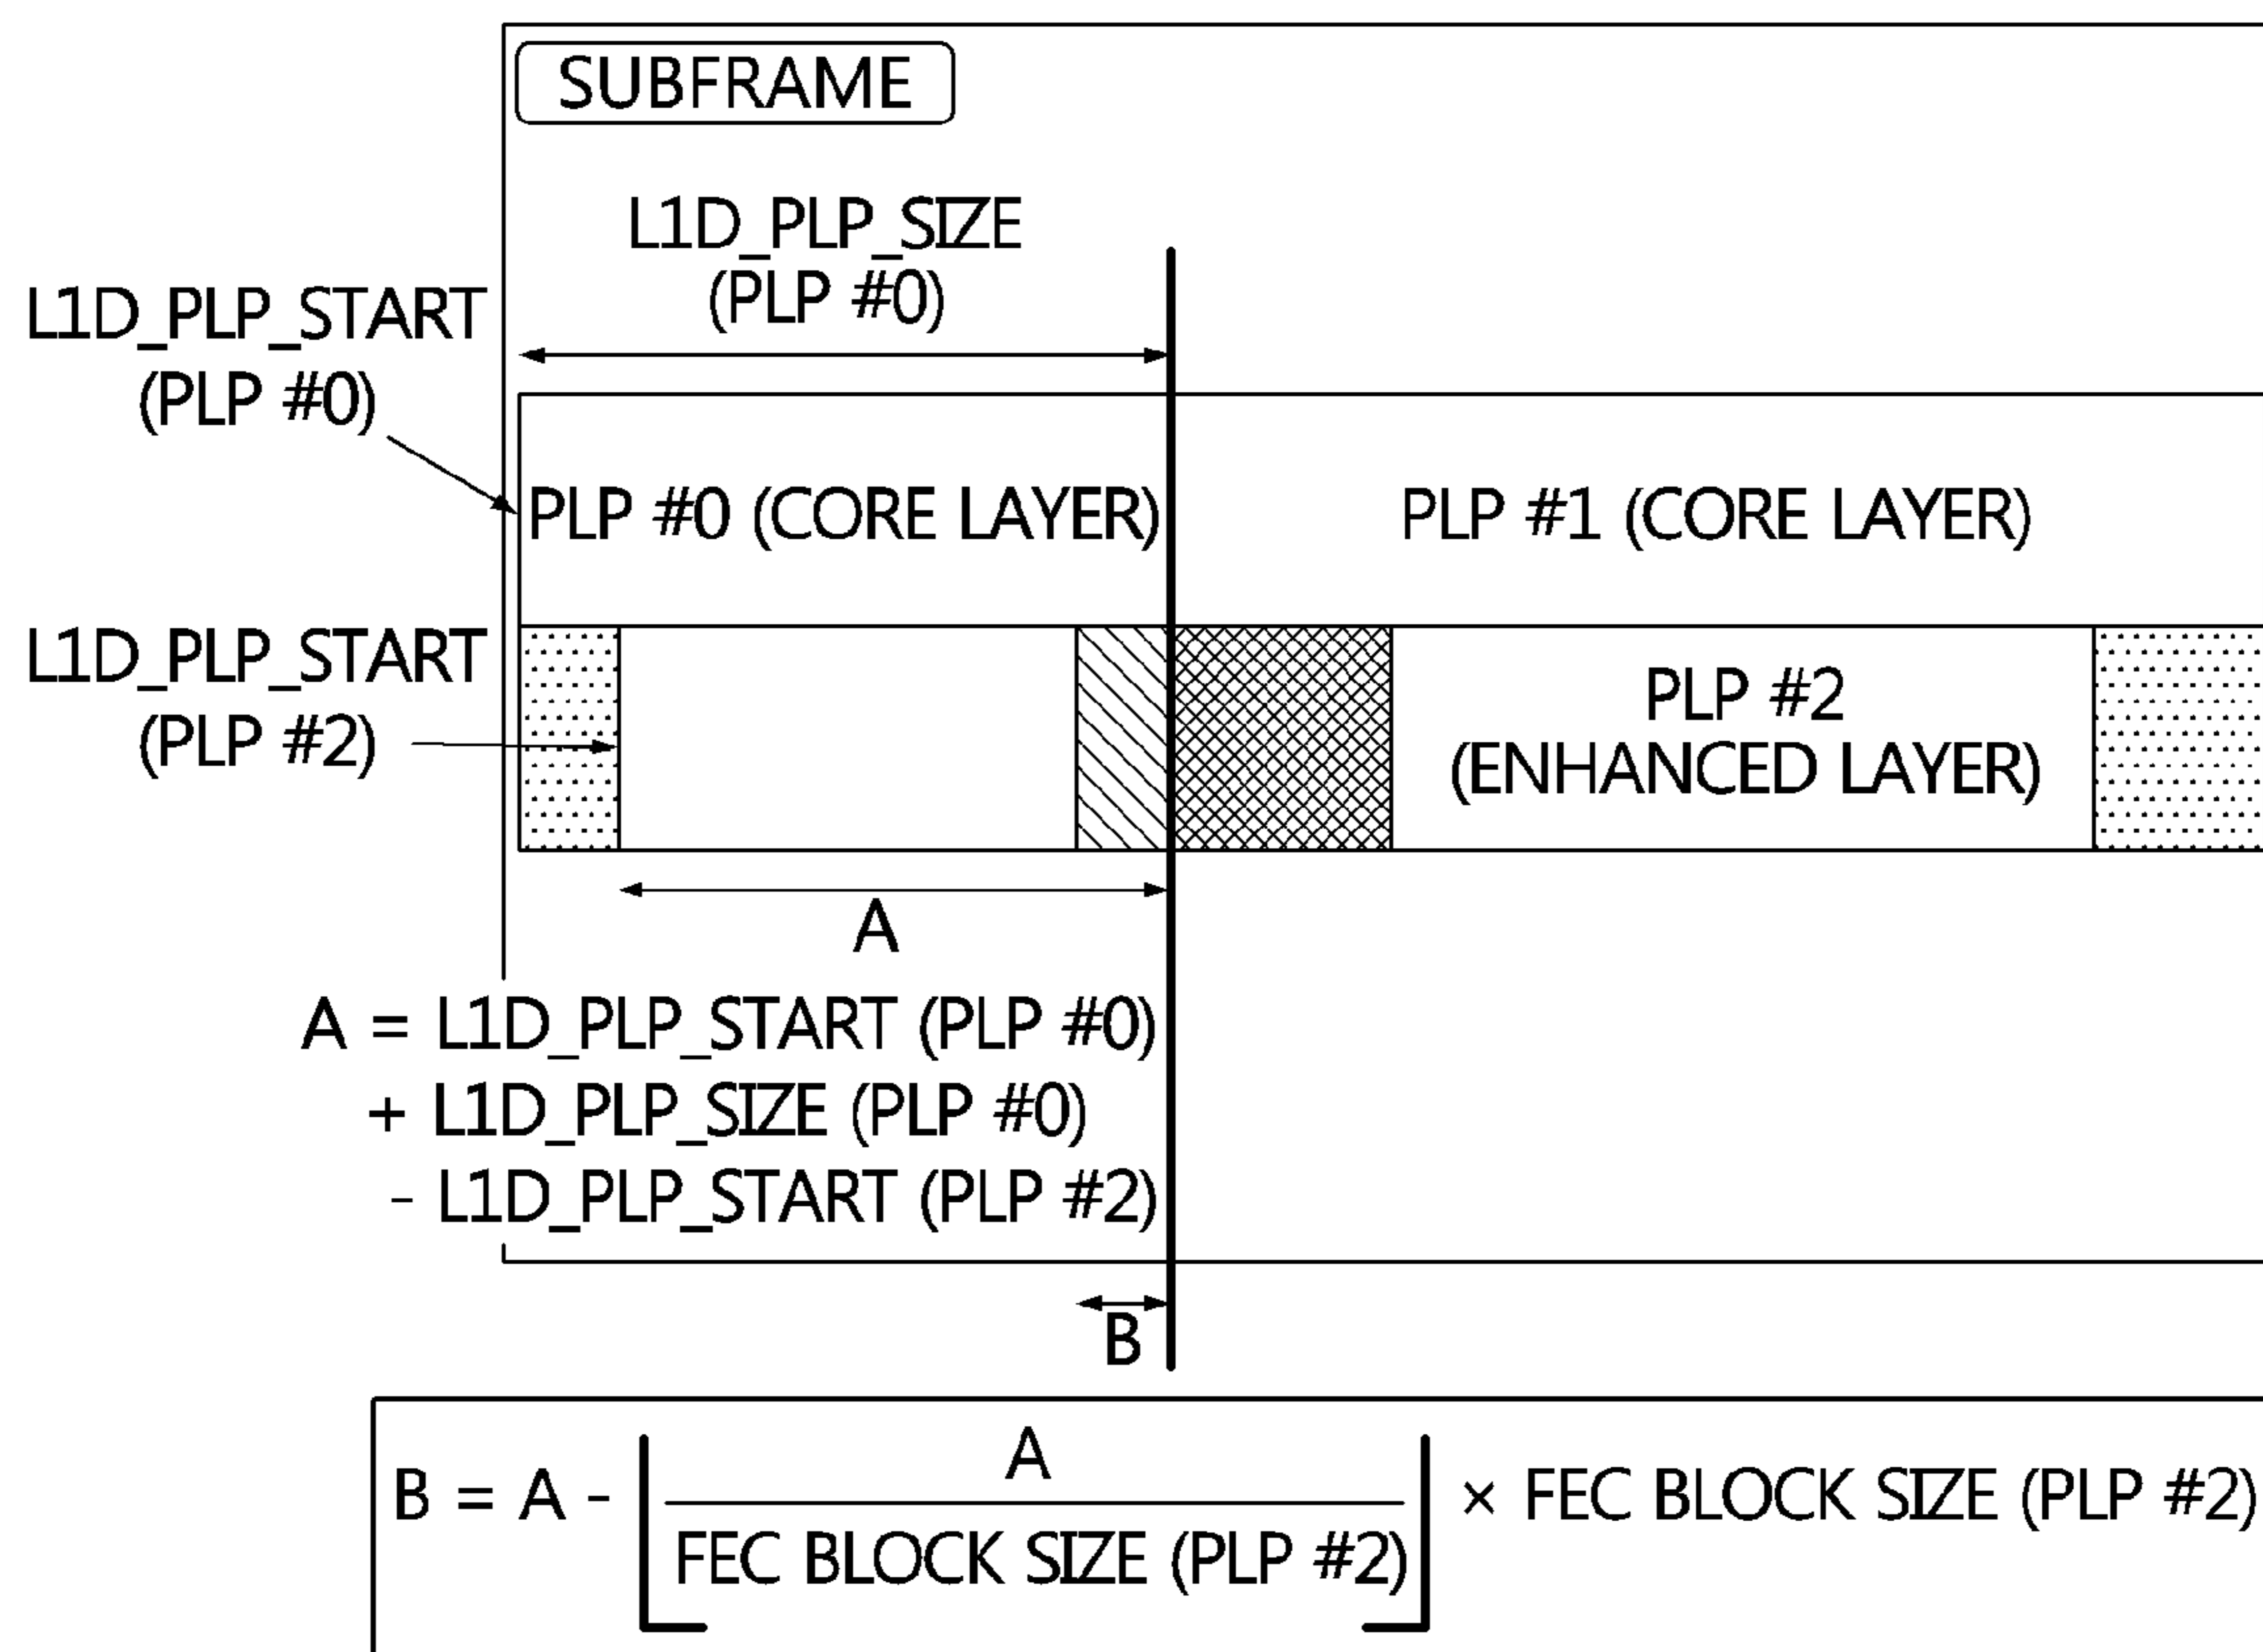 SUBFRAME
L1D_PLP_SIZE
(PLP #0)
L1D_PLP_START
(PLP #0)
PLP #0 (CORE LAYER)
PLP #1 (CORE LAYER)
L1D_PLP_START
(PLP #2)
PLP #2
(ENHANCED LAYER)
A
A = L1D_PLP_START (PLP #0)
+ L1D_PLP_SIZE (PLP #0)
- L1D_PLP_START (PLP #2)
B
B = A - ⌊ A / FEC BLOCK SIZE (PLP #2) ⌋ × FEC BLOCK SIZE (PLP #2)